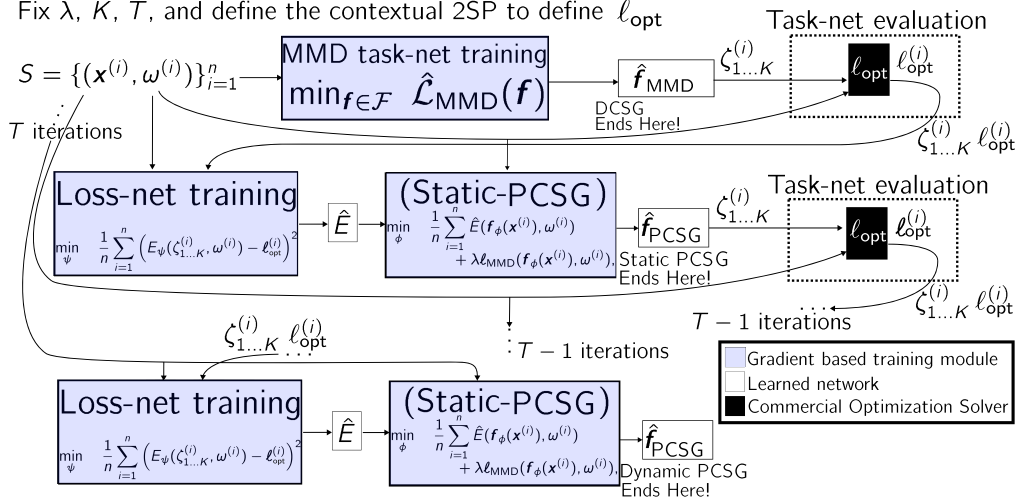 Fix λ, K, T, and define the contextual 2SP to define ℓ_opt
S = {(x^(i), ω^(i))}^n_{i=1}
MMD task-net training
min_{f∈F} L̂_MMD(f)
f̂_MMD
DCSG
Ends Here!
ζ^(i)_{1...K}
Task-net evaluation
ℓ_opt
ℓ^(i)_opt
ζ^(i)_{1...K} ℓ^(i)_opt
T iterations
Loss-net training
min_ψ 1/n ∑^n_{i=1} (E_ψ(ζ^(i)_{1...K}, ω^(i)) − ℓ^(i)_opt)^2
Ê
(Static-PCSG)
min_ϕ 1/n ∑^n_{i=1} Ê(f_ϕ(x^(i)), ω^(i))
+ λℓ_MMD(f_ϕ(x^(i)), ω^(i)),
f̂_PCSG
Static PCSG
Ends Here!
ζ^(i)_{1...K}
Task-net evaluation
ℓ_opt
ℓ^(i)_opt
ζ^(i)_{1...K} ℓ^(i)_opt
T − 1 iterations
T − 1 iterations
ζ^(i)_{1...K} ℓ^(i)_opt
Loss-net training
min_ψ 1/n ∑^n_{i=1} (E_ψ(ζ^(i)_{1...K}, ω^(i)) − ℓ^(i)_opt)^2
Ê
(Static-PCSG)
min_ϕ 1/n ∑^n_{i=1} Ê(f_ϕ(x^(i)), ω^(i))
+ λℓ_MMD(f_ϕ(x^(i)), ω^(i)),
f̂_PCSG
Dynamic PCSG
Ends Here!
Gradient based training module
Learned network
Commercial Optimization Solver